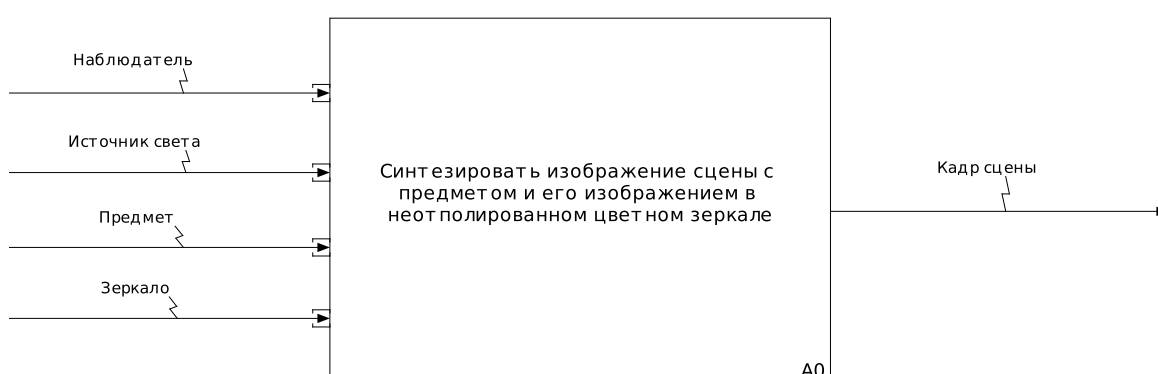 Наблюдатель
Источник света
Предмет
Зеркало
Синтезировать изображение сцены с
предметом и его изображением в
неотполированном цветном зеркале
Кадр сцены
A0